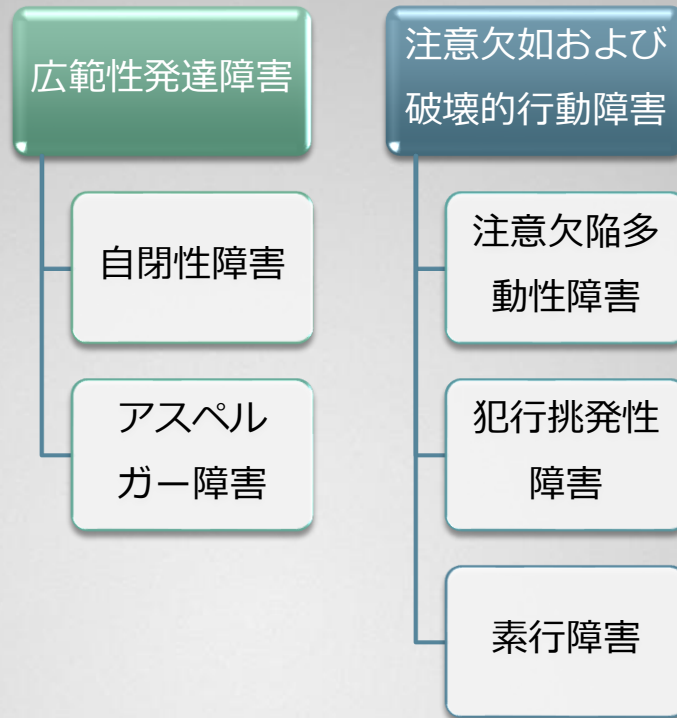 広範性発達障害
自閉性障害
アスペル
ガー障害
注意欠如および
破壊的行動障害
注意欠陥多
動性障害
犯行挑発性
障害
素行障害